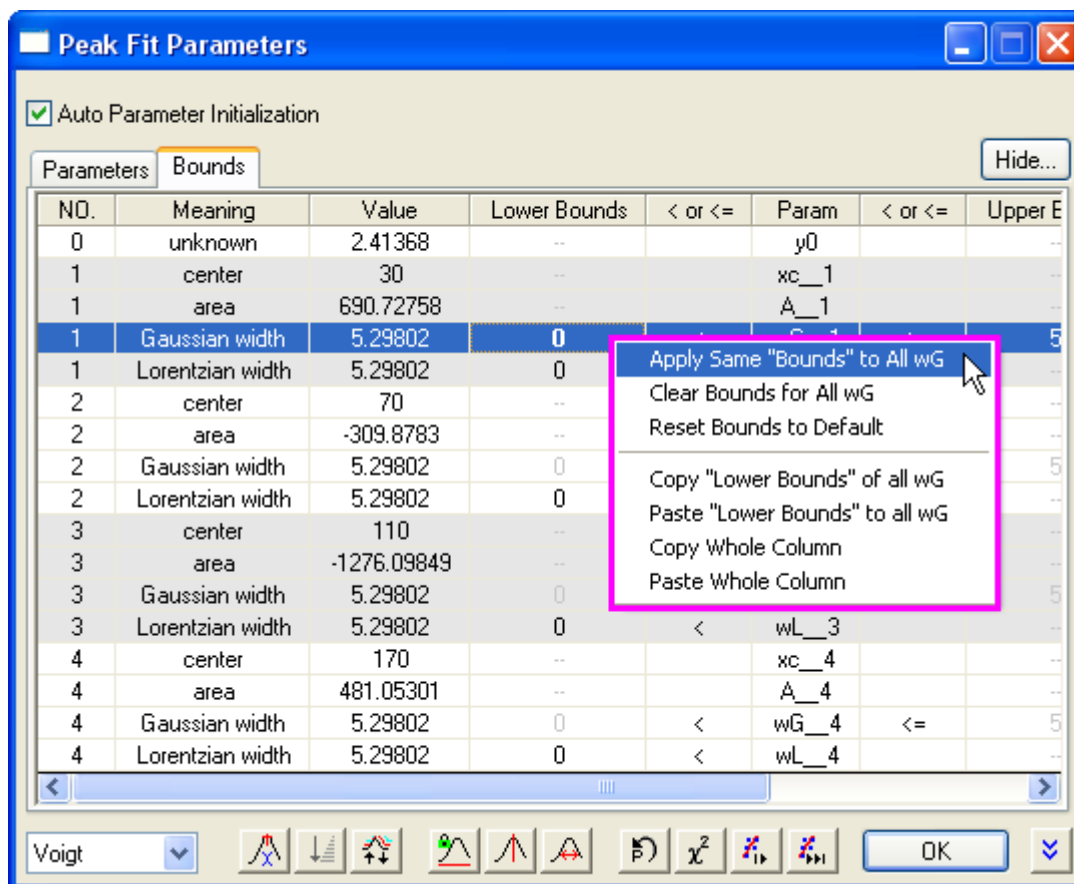 Peak Fit Parameters
Auto Parameter Initialization
Parameters Bounds Hide...
NO. Meaning Value Lower Bounds < or <= Param < or <= Upper
0 unknown 2.41368 -- y0 --
1 center 30 -- xc__1 --
1 area 690.72758 -- A__1 --
1 Gaussian width 5.29802 0 5
1 Lorentzian width 5.29802 0
2 center 70 --
2 area -309.8783 --
2 Gaussian width 5.29802 0 5
2 Lorentzian width 5.29802 0 --
3 center 110 -- --
3 area -1276.09849 -- --
3 Gaussian width 5.29802 0 5
3 Lorentzian width 5.29802 0 < wL__3 --
4 center 170 -- xc__4 --
4 area 481.05301 -- A__4 --
4 Gaussian width 5.29802 0 < wG__4 <= 5
4 Lorentzian width 5.29802 0 < wL__4 --
Apply Same "Bounds" to All wG
Clear Bounds for All wG
Reset Bounds to Default
Copy "Lower Bounds" of all wG
Paste "Lower Bounds" to all wG
Copy Whole Column
Paste Whole Column
Voigt P χ² OK